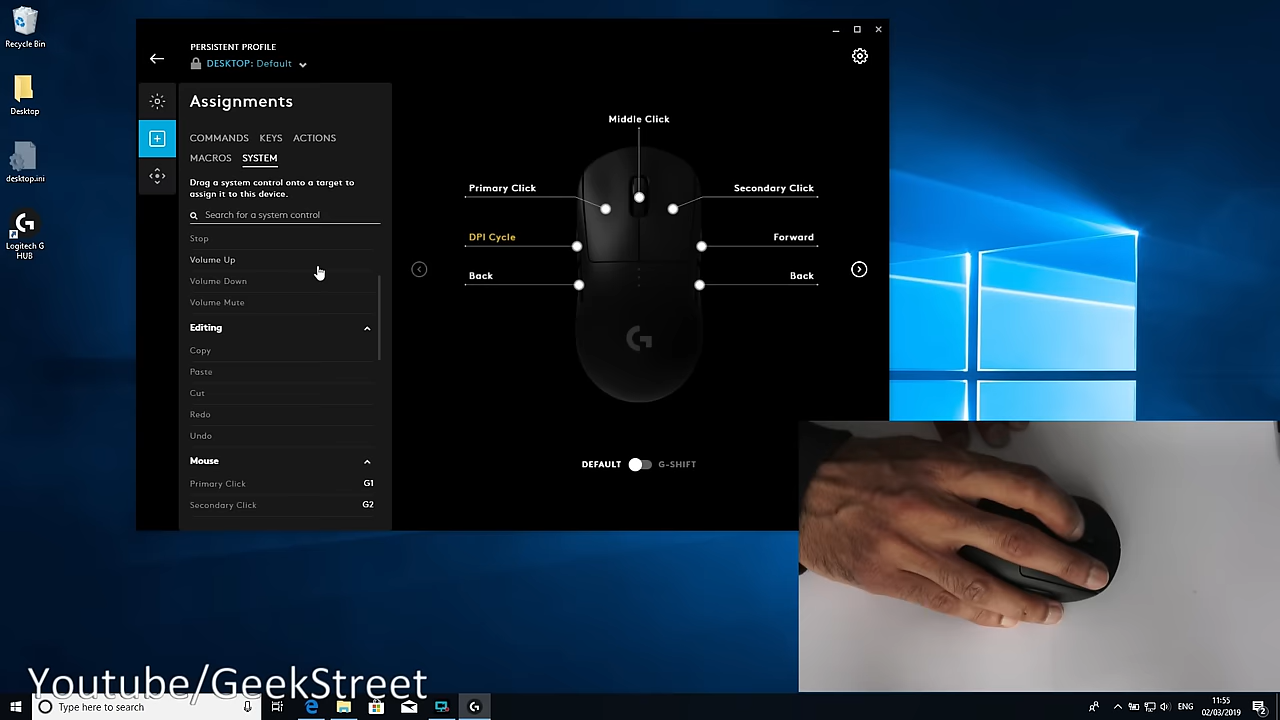 Recycle Bin
Desktop
desktop.ini
Logitech G
HUB
PERSISTENT PROFILE
DESKTOP: Default
Assignments
COMMANDS KEYS ACTIONS
MACROS SYSTEM
Drag a system control onto a target to
assign it to this device.
Search for a system control
Stop
Volume Up
Volume Down
Volume Mute
Editing
Copy
Paste
Cut
Redo
Undo
Mouse
Primary Click G1
Secondary Click G2
Middle Click
Primary Click
Secondary Click
DPI Cycle
Forward
Back
Back
DEFAULT G-SHIFT
Youtube/GeekStreet
Type here to search
ENG
11:55
02/03/2019
2